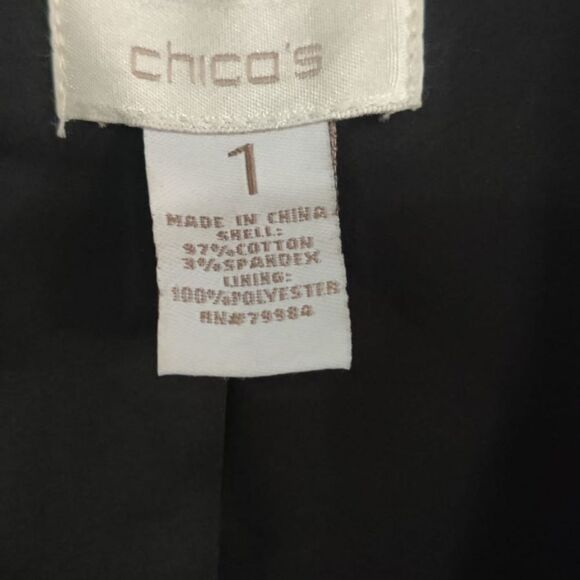 chico's
1
MADE IN CHINA
SHELL:
97%COTTON
3%SPANDEX
LINING:
100%POLYESTER
RN#79984